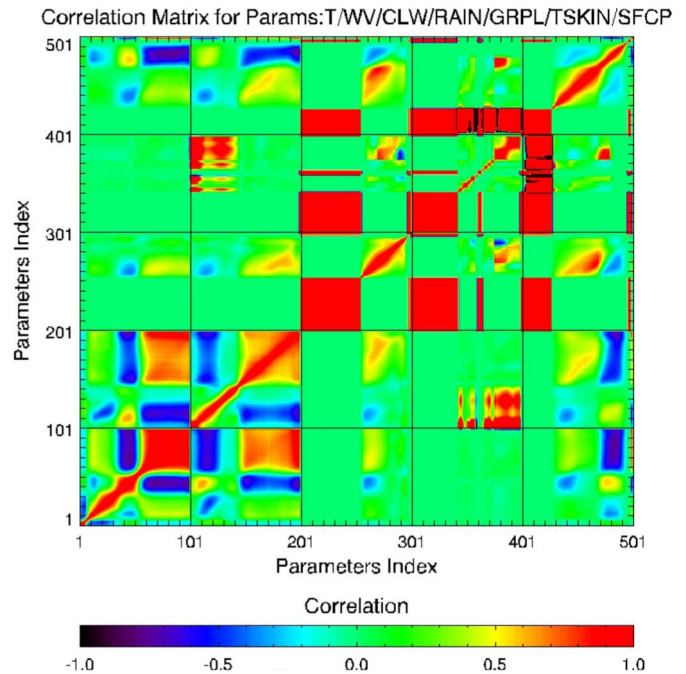 Correlation Matrix for Params:T/WV/CLW/RAIN/GRPL/TSKIN/SFCP
501
401
301
201
101
1
Parameters Index
1 101 201 301 401 501
Parameters Index
Correlation
-1.0 -0.5 0.0 0.5 1.0